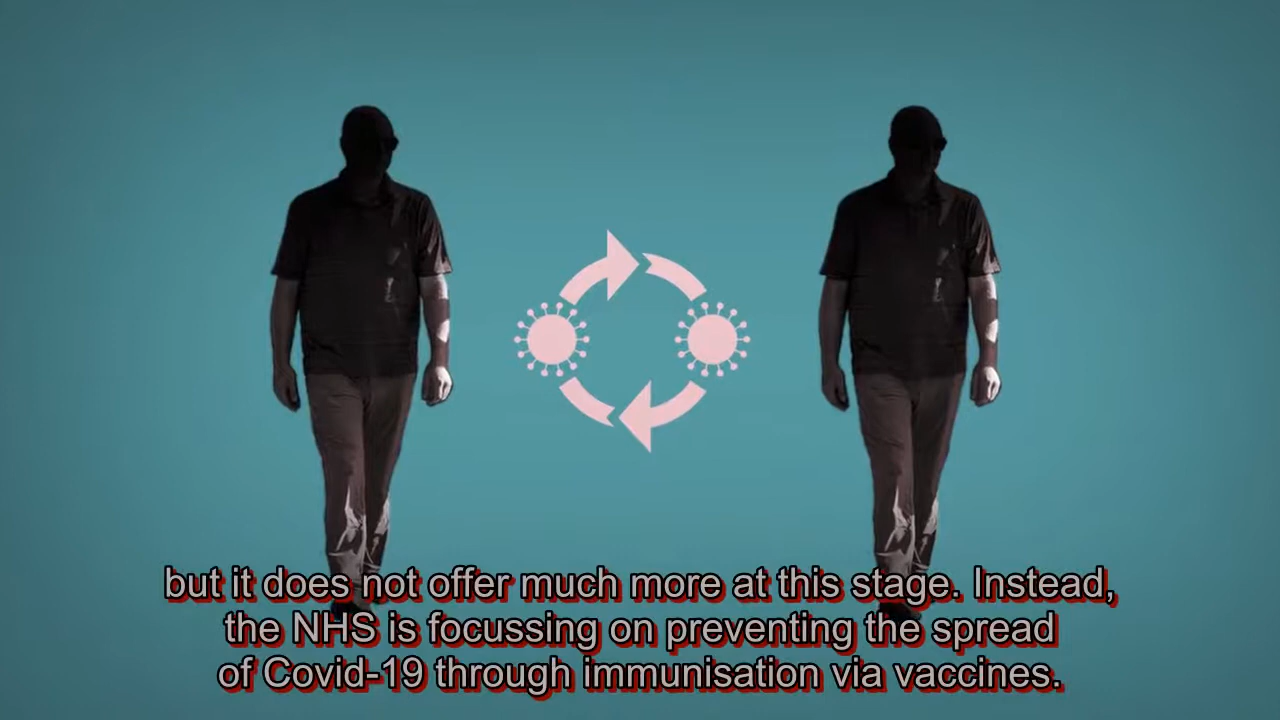 but it does not offer much more at this stage. Instead,
the NHS is focussing on preventing the spread
of Covid-19 through immunisation via vaccines.